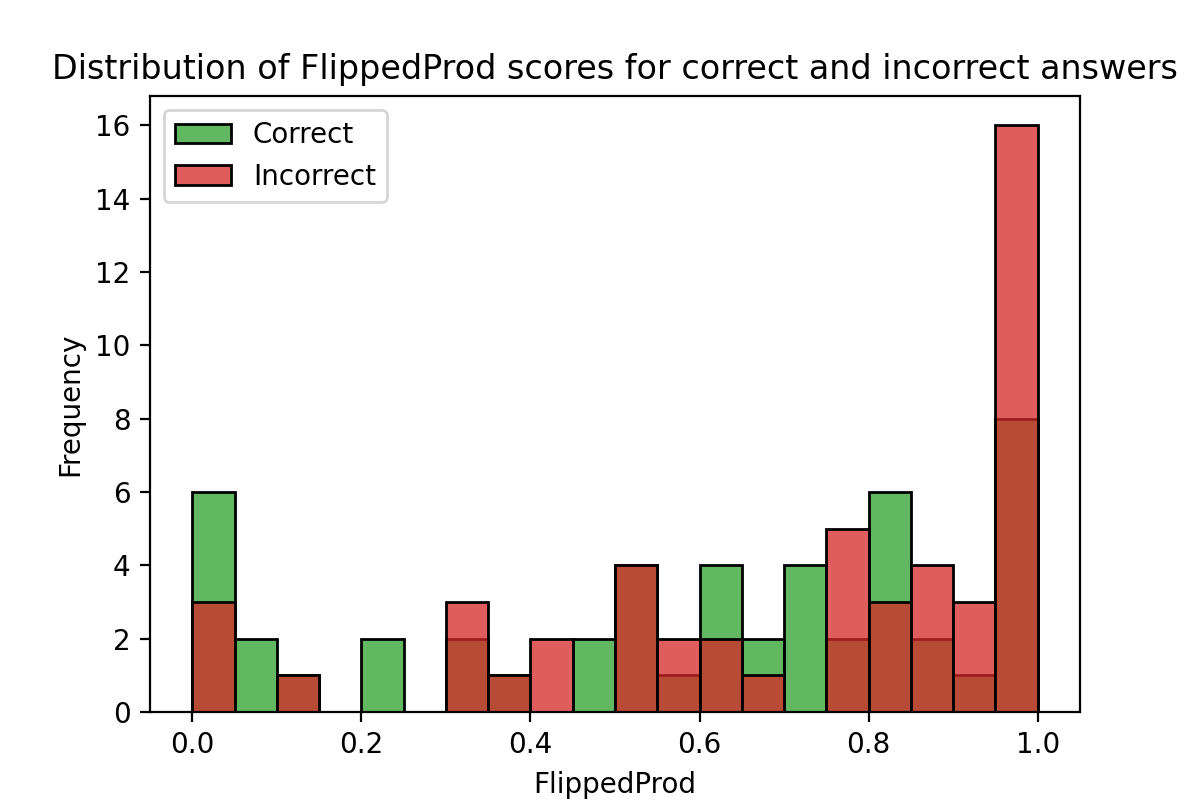 Distribution of FlippedProd scores for correct and incorrect answers
Correct
Incorrect
16
14
12
10
8
6
4
2
0
Frequency
0.0 0.2 0.4 0.6 0.8 1.0
FlippedProd